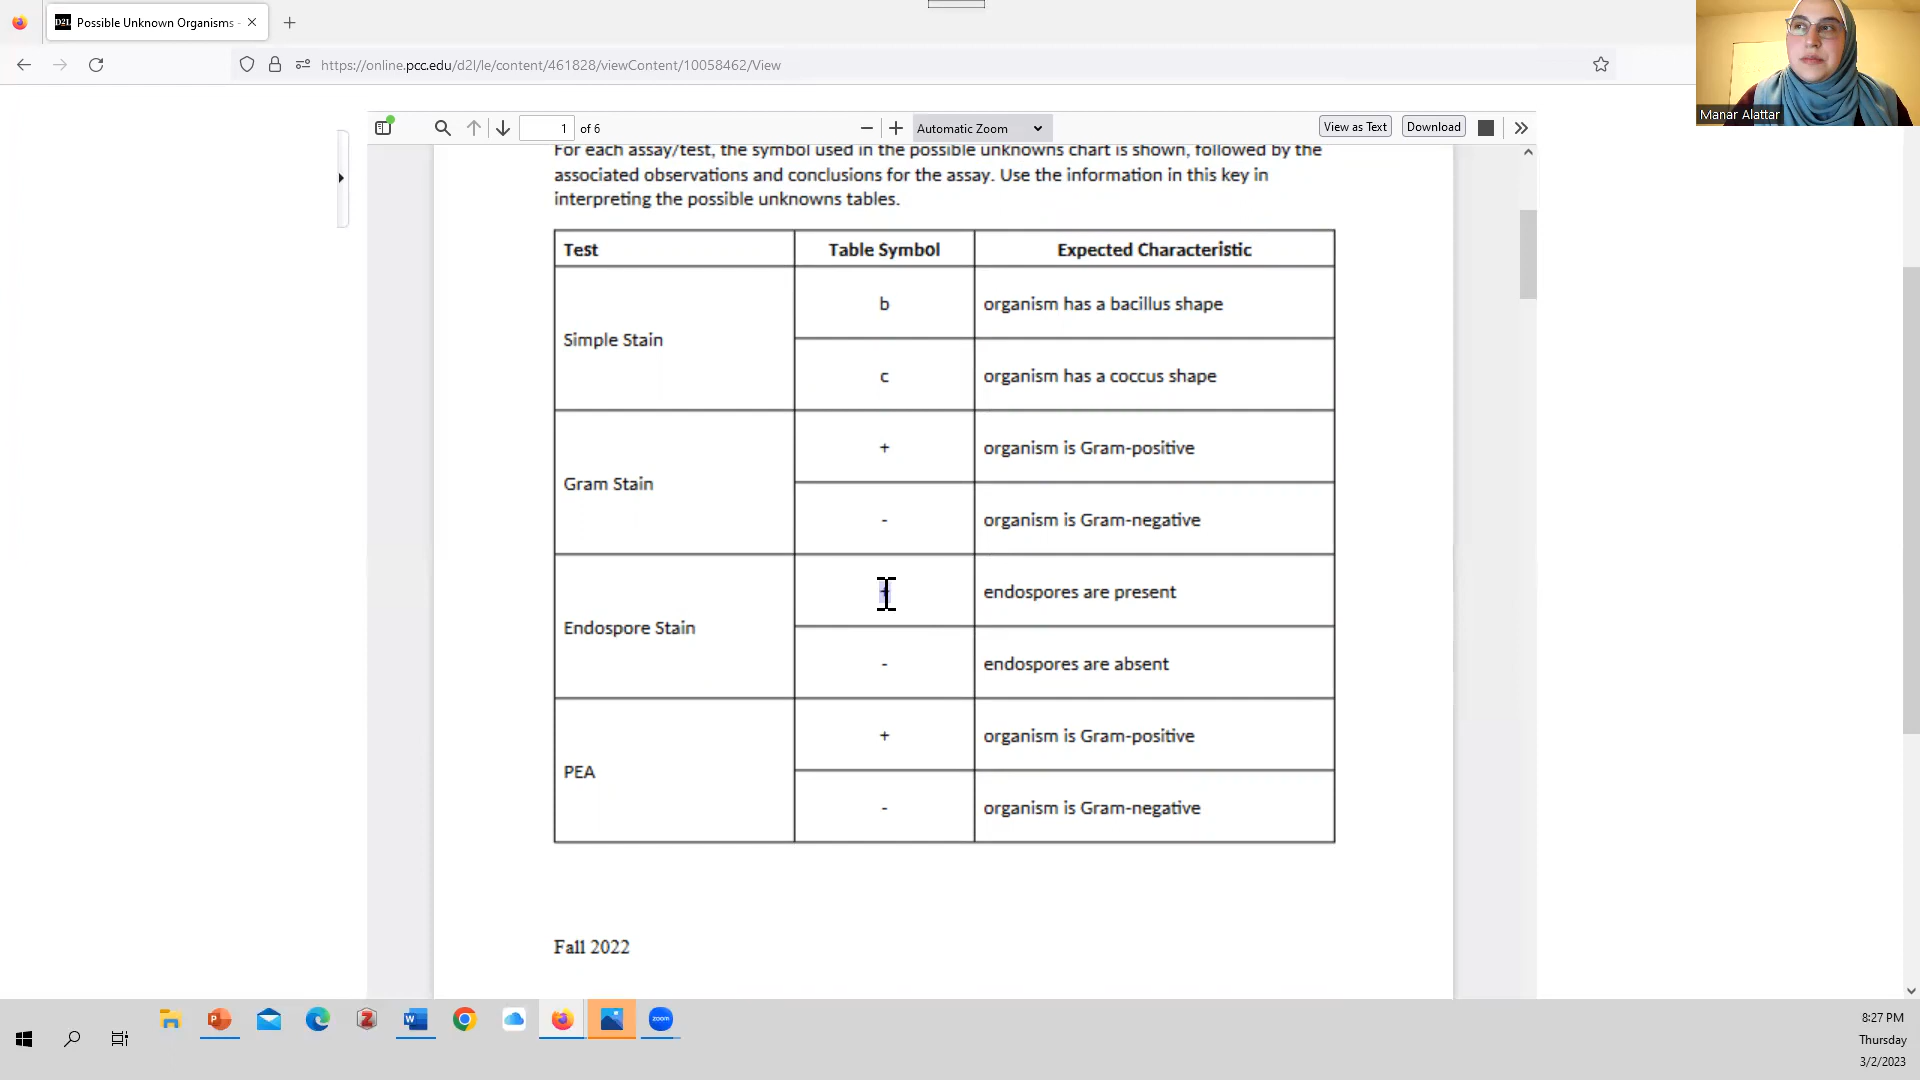 Possible Unknown Organisms -
https://online.pcc.edu/d2l/le/content/461828/viewContent/10058462/View
Manar Alattar
1 of 6
Automatic Zoom
View as Text
Download
For each assay/test, the symbol used in the possible unknowns chart is shown, followed by the
associated observations and conclusions for the assay. Use the information in this key in
interpreting the possible unknowns tables.
Test Table Symbol Expected Characteristic
Simple Stain
b organism has a bacillus shape
c organism has a coccus shape
Gram Stain
+ organism is Gram-positive
- organism is Gram-negative
Endospore Stain
+ endospores are present
- endospores are absent
PEA
+ organism is Gram-positive
- organism is Gram-negative
Fall 2022
zoom
8:27 PM
Thursday
3/2/2023